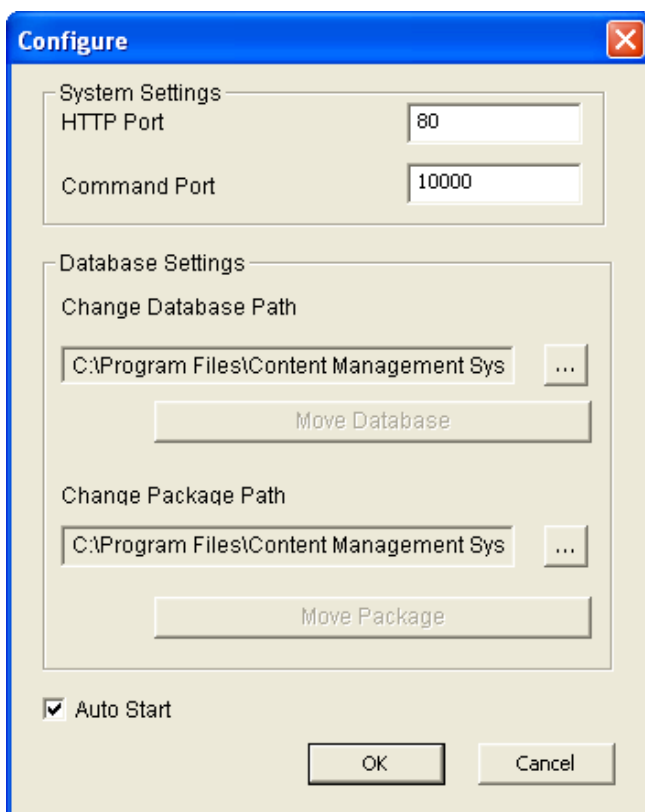 Configure
System Settings
HTTP Port
80
Command Port
10000
Database Settings
Change Database Path
C:\Program Files\Content Management Sys
...
Move Database
Change Package Path
C:\Program Files\Content Management Sys
...
Move Package
Auto Start
OK
Cancel